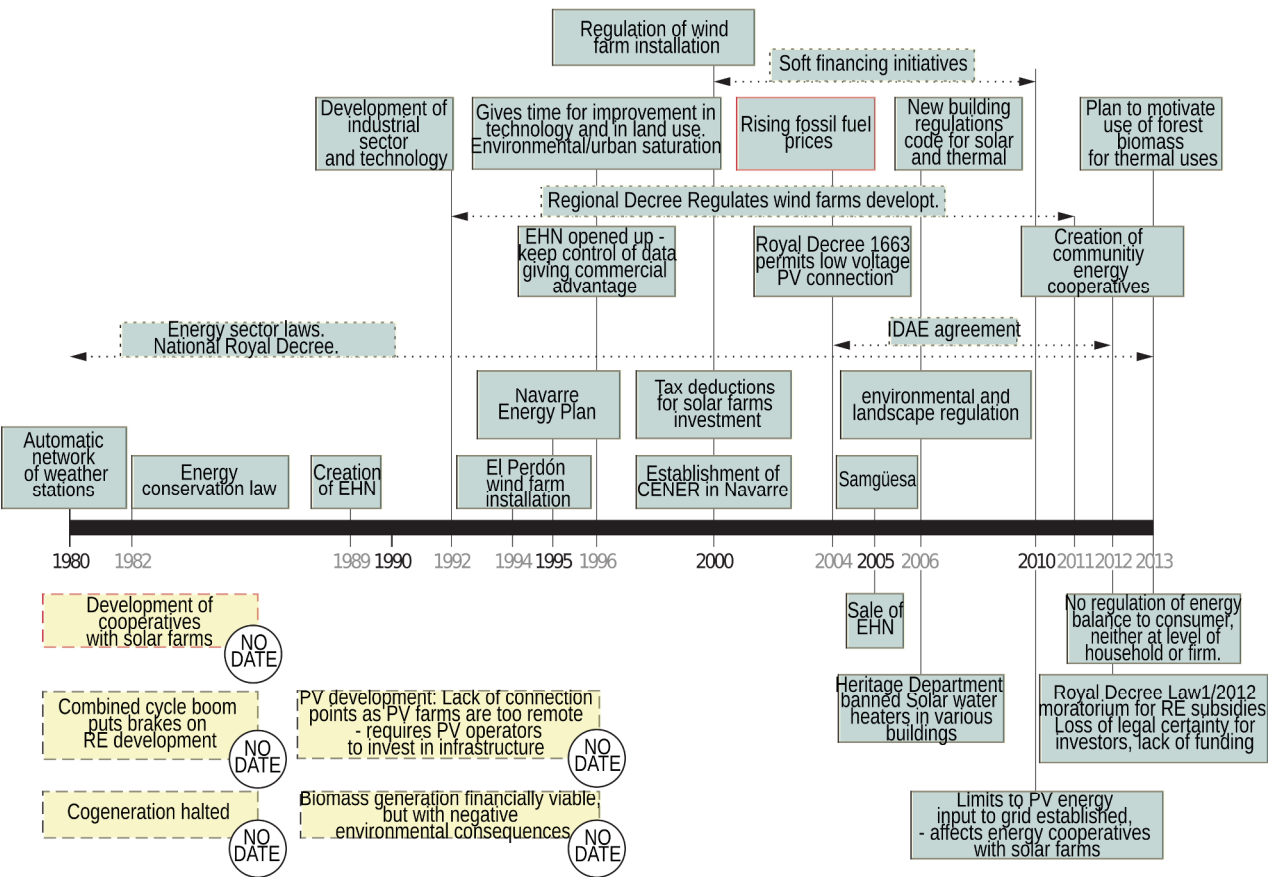 Regulation of wind
farm installation
Soft financing initiatives
Development of
industrial
sector
and technology
Gives time for improvement in
technology and in land use.
Environmental/urban saturation
Rising fossil fuel
prices
New building
regulations
code for solar
and thermal
Plan to motivate
use of forest
biomass
for thermal uses
Regional Decree Regulates wind farms developt.
EHN opened up -
keep control of data
giving commercial
advantage
Royal Decree 1663
permits low voltage
PV connection
Creation of
communitiy
energy
cooperatives
Energy sector laws.
National Royal Decree.
IDAE agreement
Navarre
Energy Plan
Tax deductions
for solar farms
investment
environmental and
landscape regulation
Automatic
network
of weather
stations
Energy
conservation law
Creation
of EHN
El Perdón
wind farm
installation
Establishment of
CENER in Navarre
Samgüesa
1980 1982 1989 1990 1992 1994 1995 1996 2000 2004 2005 2006 2010 2011 2012 2013
Development of
cooperatives
with solar farms
NO
DATE
Sale of
EHN
No regulation of energy
balance to consumer,
neither at level of
household or firm.
Combined cycle boom
puts brakes on
RE development
NO
DATE
PV development: Lack of connection
points as PV farms are too remote
- requires PV operators
to invest in infrastructure
NO
DATE
Heritage Department
banned Solar water
heaters in various
buildings
Royal Decree Law1/2012
moratorium for RE subsidies
Loss of legal certainty for
investors, lack of funding
Cogeneration halted
NO
DATE
Biomass generation financially viable,
but with negative
environmental consequences
NO
DATE
Limits to PV energy
input to grid established,
- affects energy cooperatives
with solar farms